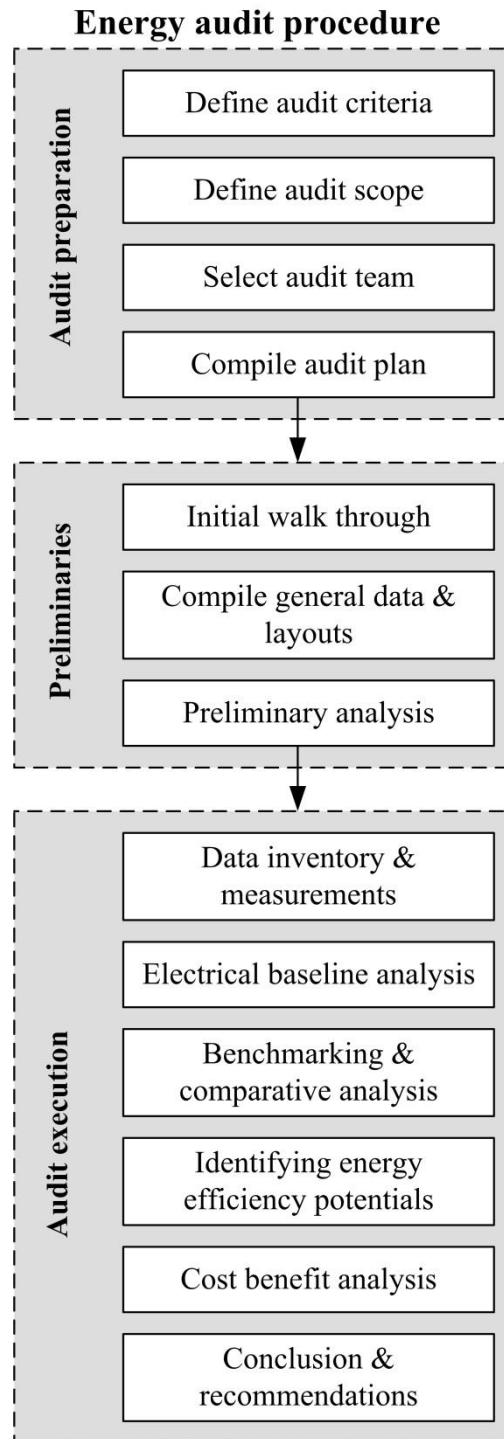 Energy audit procedure
Audit preparation
Define audit criteria
Define audit scope
Select audit team
Compile audit plan
Preliminaries
Initial walk through
Compile general data &
layouts
Preliminary analysis
Audit execution
Data inventory &
measurements
Electrical baseline analysis
Benchmarking &
comparative analysis
Identifying energy
efficiency potentials
Cost benefit analysis
Conclusion &
recommendations